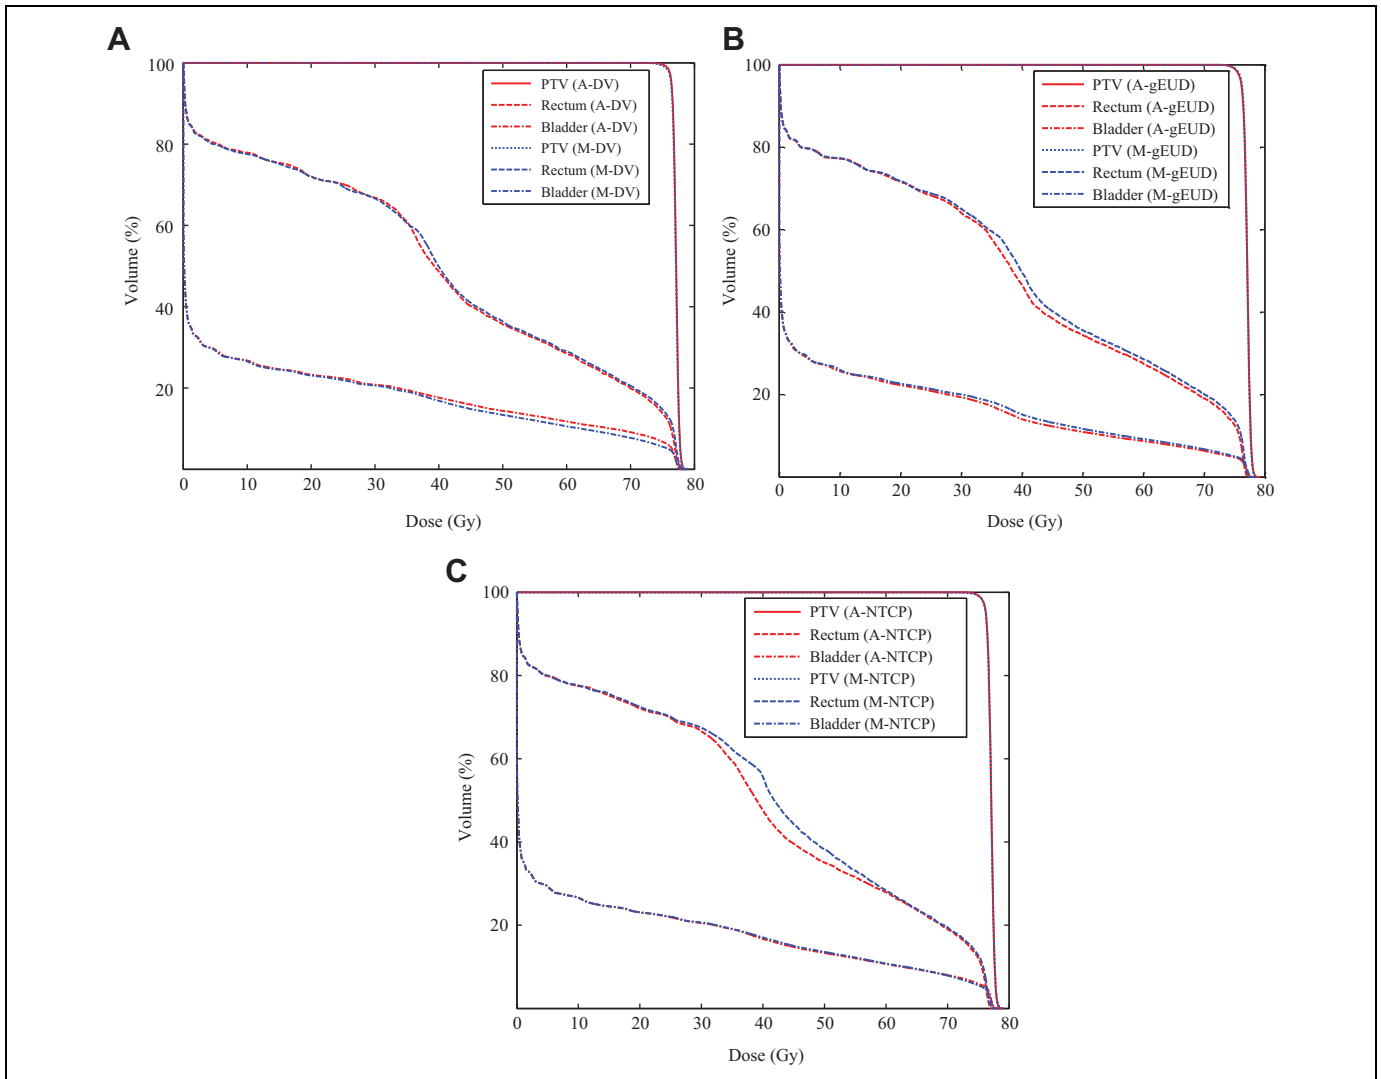 A
100
80
60
40
20
0 10 20 30 40 50 60 70 80
Volume (%)
Dose (Gy)
PTV (A-DV)
Rectum (A-DV)
Bladder (A-DV)
PTV (M-DV)
Rectum (M-DV)
Bladder (M-DV)
B
100
80
60
40
20
0 10 20 30 40 50 60 70 80
Volume (%)
Dose (Gy)
PTV (A-gEUD)
Rectum (A-gEUD)
Bladder (A-gEUD)
PTV (M-gEUD)
Rectum (M-gEUD)
Bladder (M-gEUD)
C
100
80
60
40
20
0 10 20 30 40 50 60 70 80
Volume (%)
Dose (Gy)
PTV (A-NTCP)
Rectum (A-NTCP)
Bladder (A-NTCP)
PTV (M-NTCP)
Rectum (M-NTCP)
Bladder (M-NTCP)